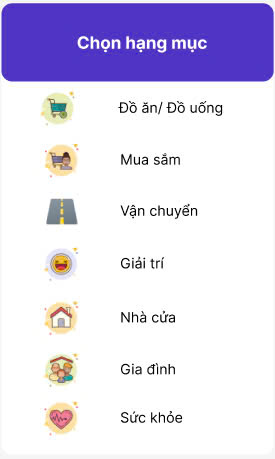 Chọn hạng mục
Đồ ăn/ Đồ uống
Mua sắm
Vận chuyển
Giải trí
Nhà cửa
Gia đình
Sức khỏe